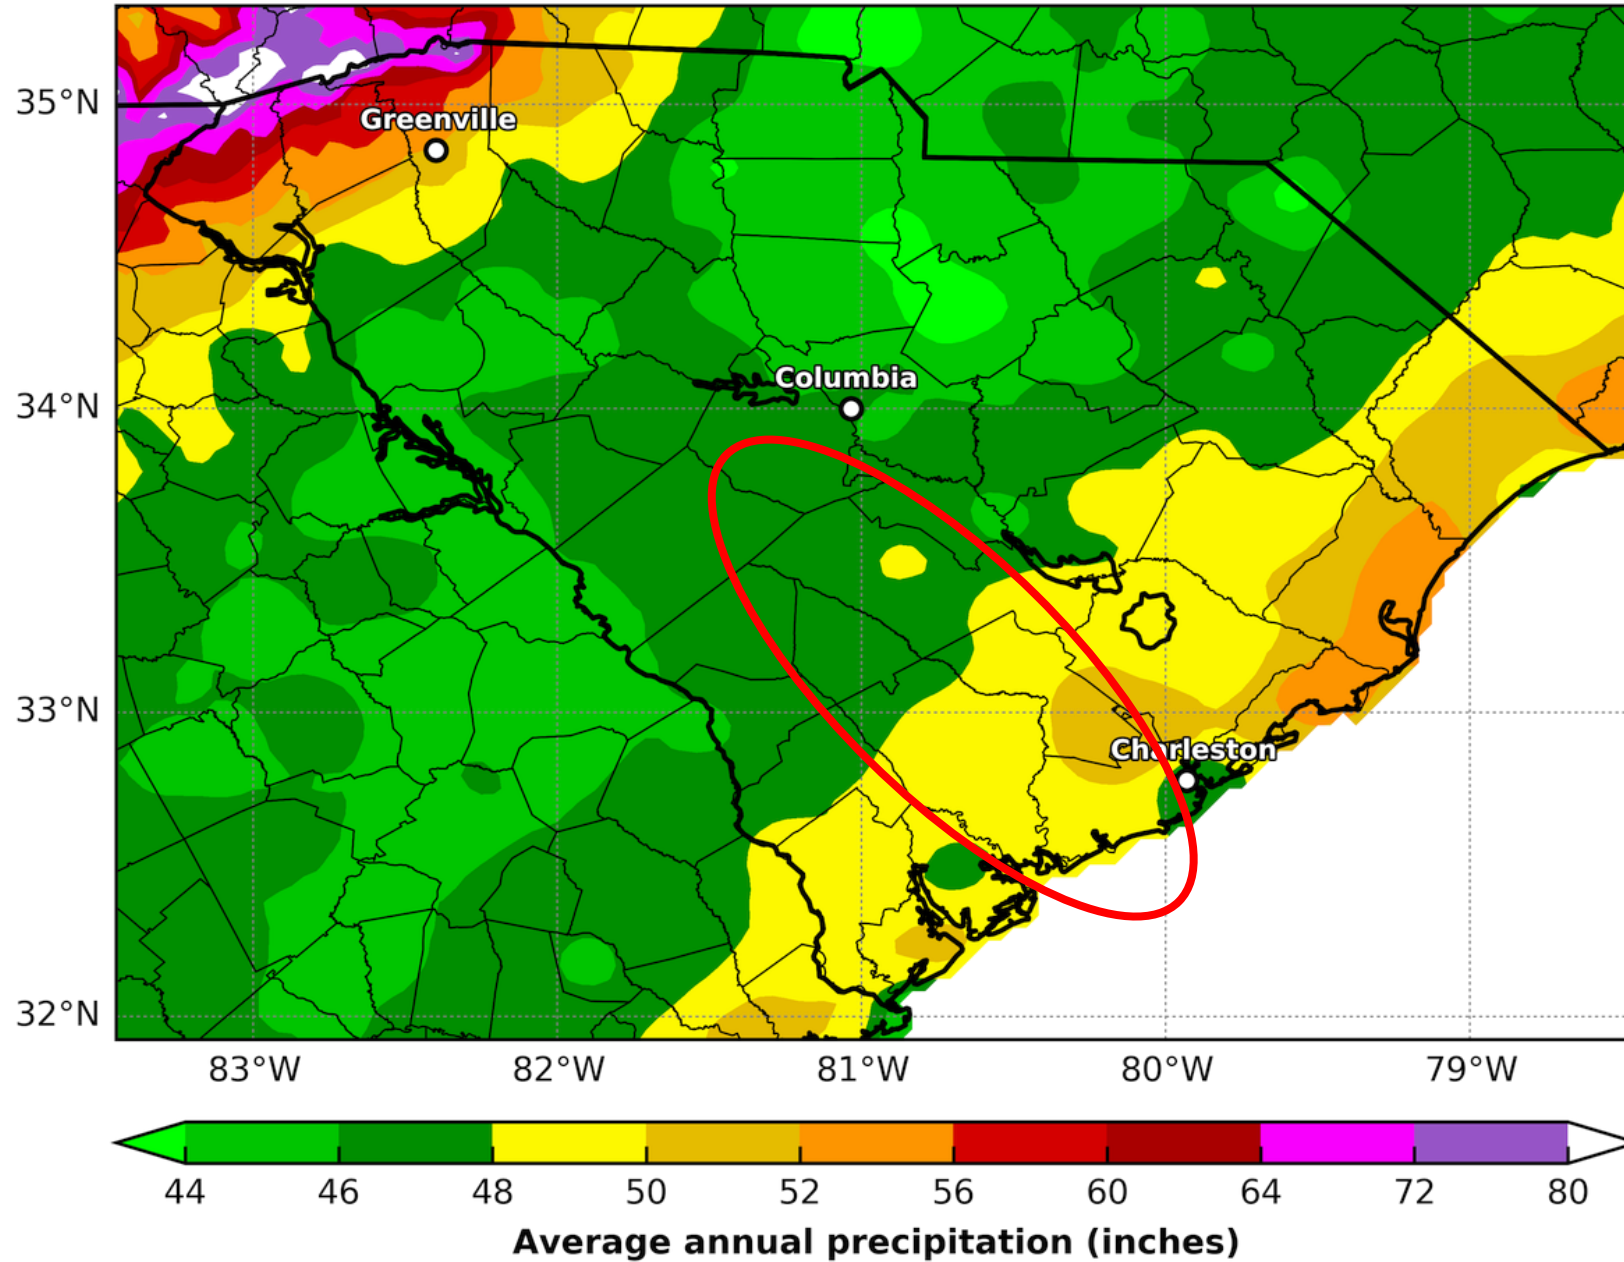 35°N
Greenville
34°N
Columbia
33°N
Charleston
32°N
83°W 82°W 81°W 80°W 79°W
44 46 48 50 52 56 60 64 72 80
Average annual precipitation (inches)